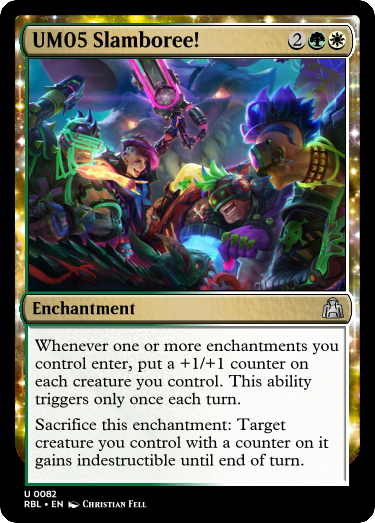 UM05 Slamboree! 2
Enchantment
Whenever one or more enchantments you
control enter, put a +1/+1 counter on
each creature you control. This ability
triggers only once each turn.
Sacrifice this enchantment: Target
creature you control with a counter on it
gains indestructible until end of turn.
U 0082
RBL • EN Christian Fell